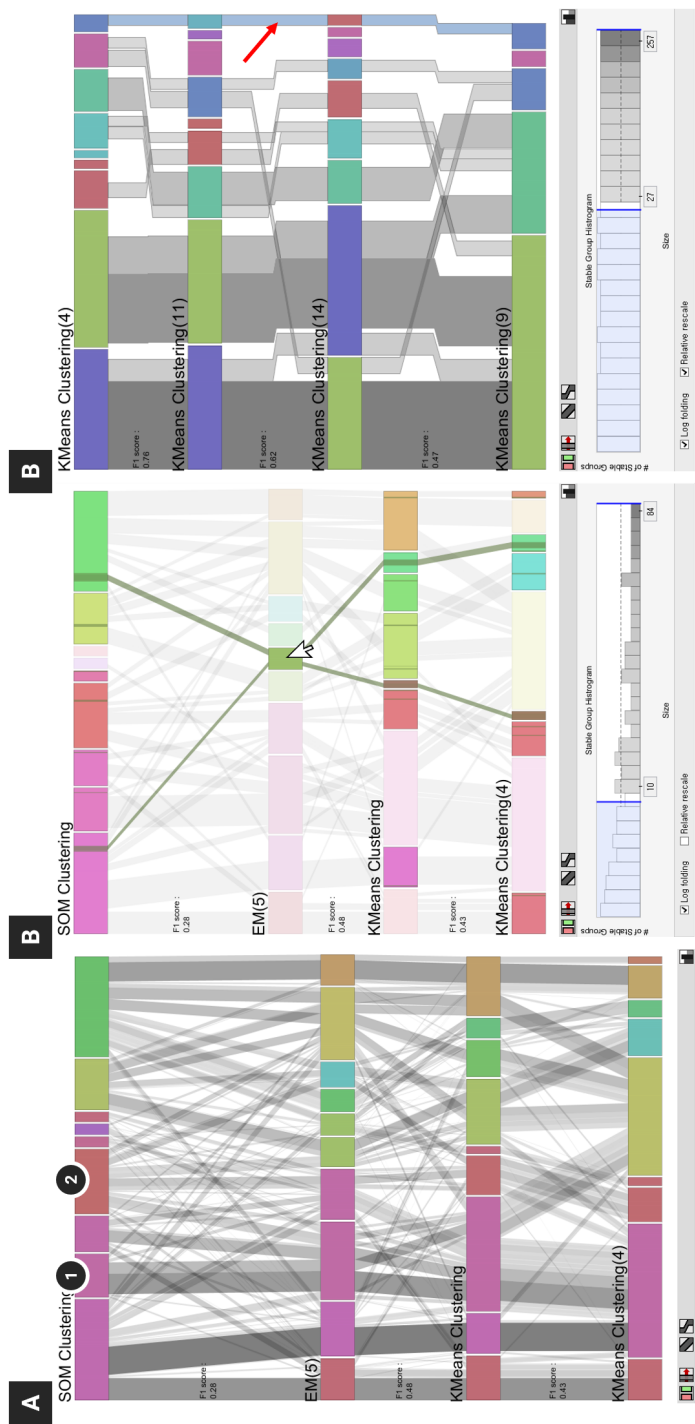 A
SOM Clustering
1
2
F1 score :
0.28
EM(5)
F1 score :
0.48
KMeans Clustering
F1 score :
0.43
KMeans Clustering(4)
B
SOM Clustering
F1 score :
0.28
EM(5)
F1 score :
0.48
KMeans Clustering
F1 score :
0.43
KMeans Clustering(4)
Stable Group Histogram
# of Stable Groups
10
84
Size
Log folding
Relative rescale
B
KMeans Clustering(4)
F1 score :
0.76
KMeans Clustering(11)
F1 score :
0.62
KMeans Clustering(14)
F1 score :
0.47
KMeans Clustering(9)
Stable Group Histogram
# of Stable Groups
27
257
Size
Log folding
Relative rescale